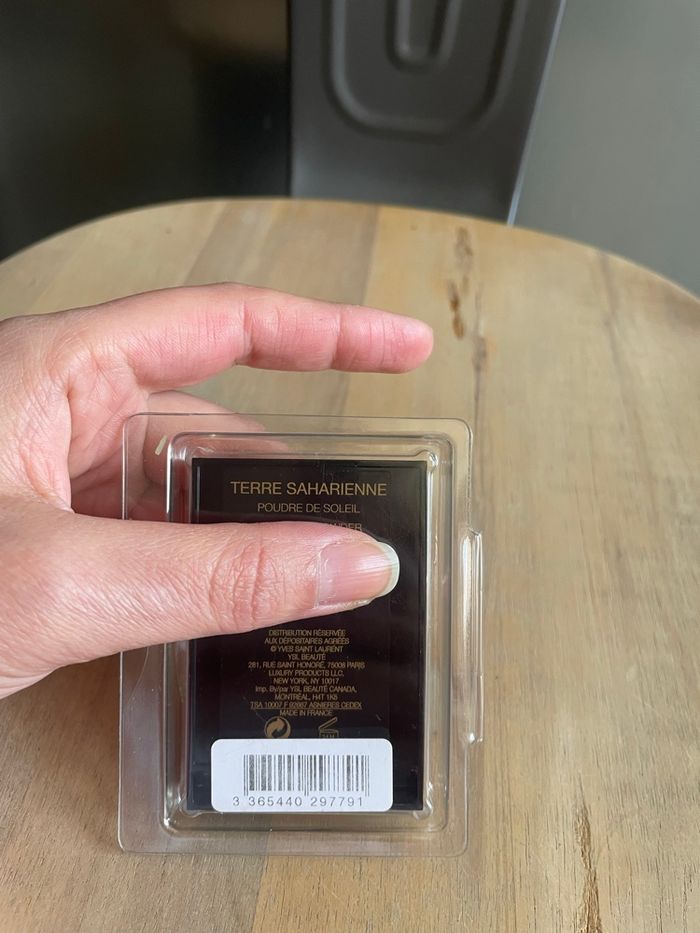 TERRE SAHARIENNE
POUDRE DE SOLEIL
DISTRIBUTION RÉSERVÉE
AUX DÉPOSITAIRES AGRÉÉS
© YVES SAINT LAURENT
YSL BEAUTÉ
281, RUE SAINT HONORÉ, 75008 PARIS
LUXURY PRODUCTS LLC.
NEW YORK, NY 10017
Imp. By/par YSL BEAUTÉ CANADA,
MONTRÉAL, H4T 1K5
TSA 10007 F 92667 ASNIERES CEDEX
MADE IN FRANCE
3 365440 297791